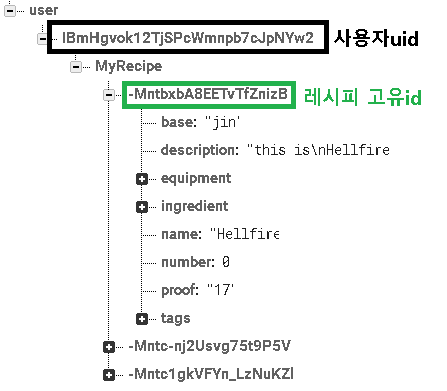 user
IBmHgvok12TjSPcWmnpb7cJpNYw2 사용자uid
MyRecipe
-MntbxbA8EETvTfZnizB 레시피 고유id
base: "jin'
description: "this is\nHellfire
equipment
ingredient
name: "Hellfire
number: 0
proof: "17'
tags
-Mntc-nj2Usvg75t9P5V
-Mntc1gkVFYn_LzNuKZl